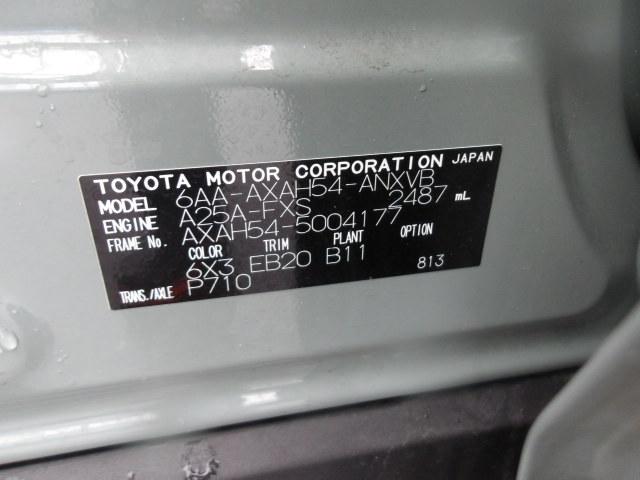 TOYOTA MOTOR CORPORATION JAPAN
MODEL 6AA-AXAH54-ANXVB
ENGINE A25A-FXS 2487 mL
FRAME No. AXAH54-5004177
COLOR TRIM PLANT OPTION
6X3 EB20 B11 813
TRANS./AXLE P710